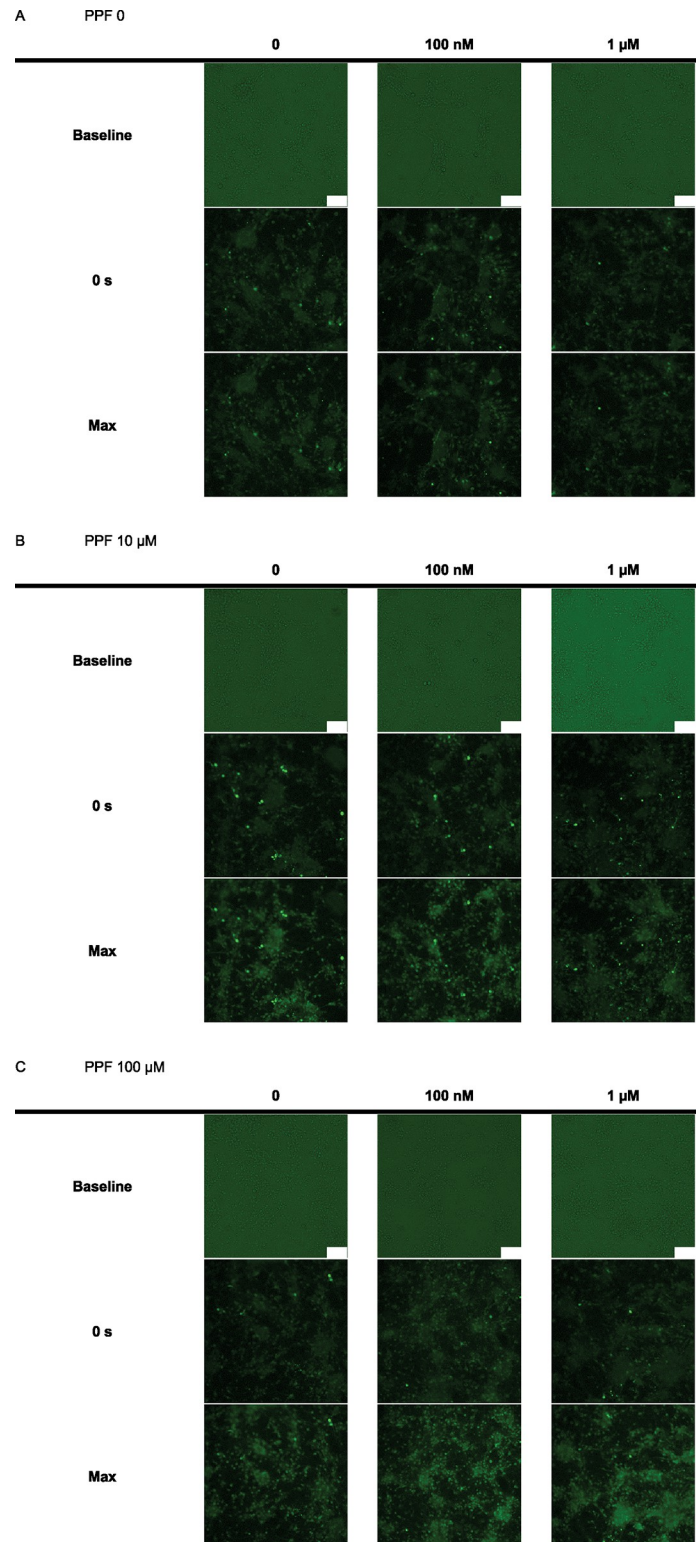 A PPF 0
0 100 nM 1 µM
Baseline
0 s
Max
B PPF 10 µM
0 100 nM 1 µM
Baseline
0 s
Max
C PPF 100 µM
0 100 nM 1 µM
Baseline
0 s
Max